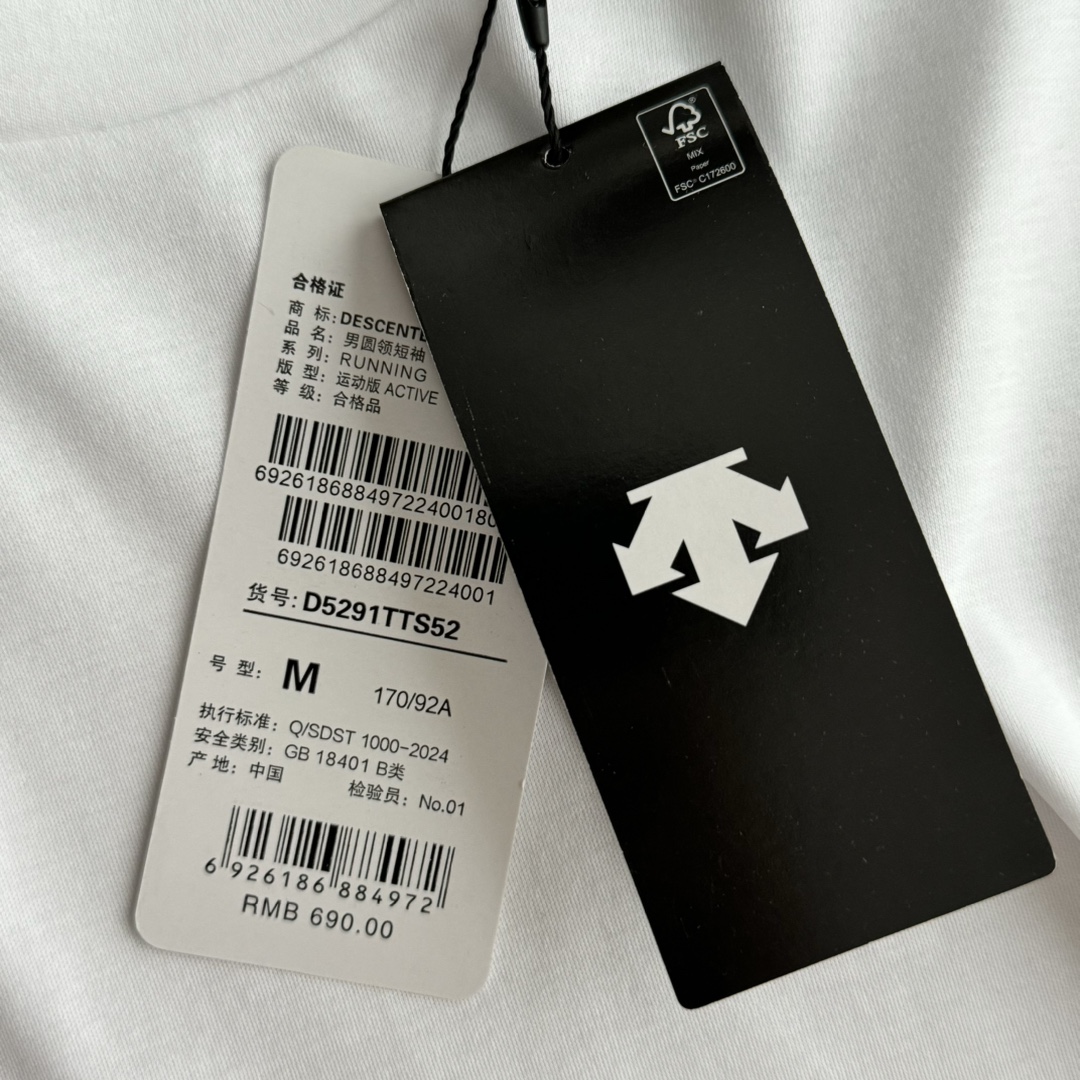 合格证
商 标: DESCENTE
品 名: 男圆领短袖
系 列: RUNNING
版 型: 运动版 ACTIVE
等 级: 合格品
692618688497224001
货号: D5291TTS52
号 型: M 170/92A
执行标准: Q/SDST 1000-2024
安全类别: GB 18401 B类
产 地: 中国
检验员: No.01
6 926186 884972
RMB 690.00
FSC
MIX
Paper
FSC® C172600